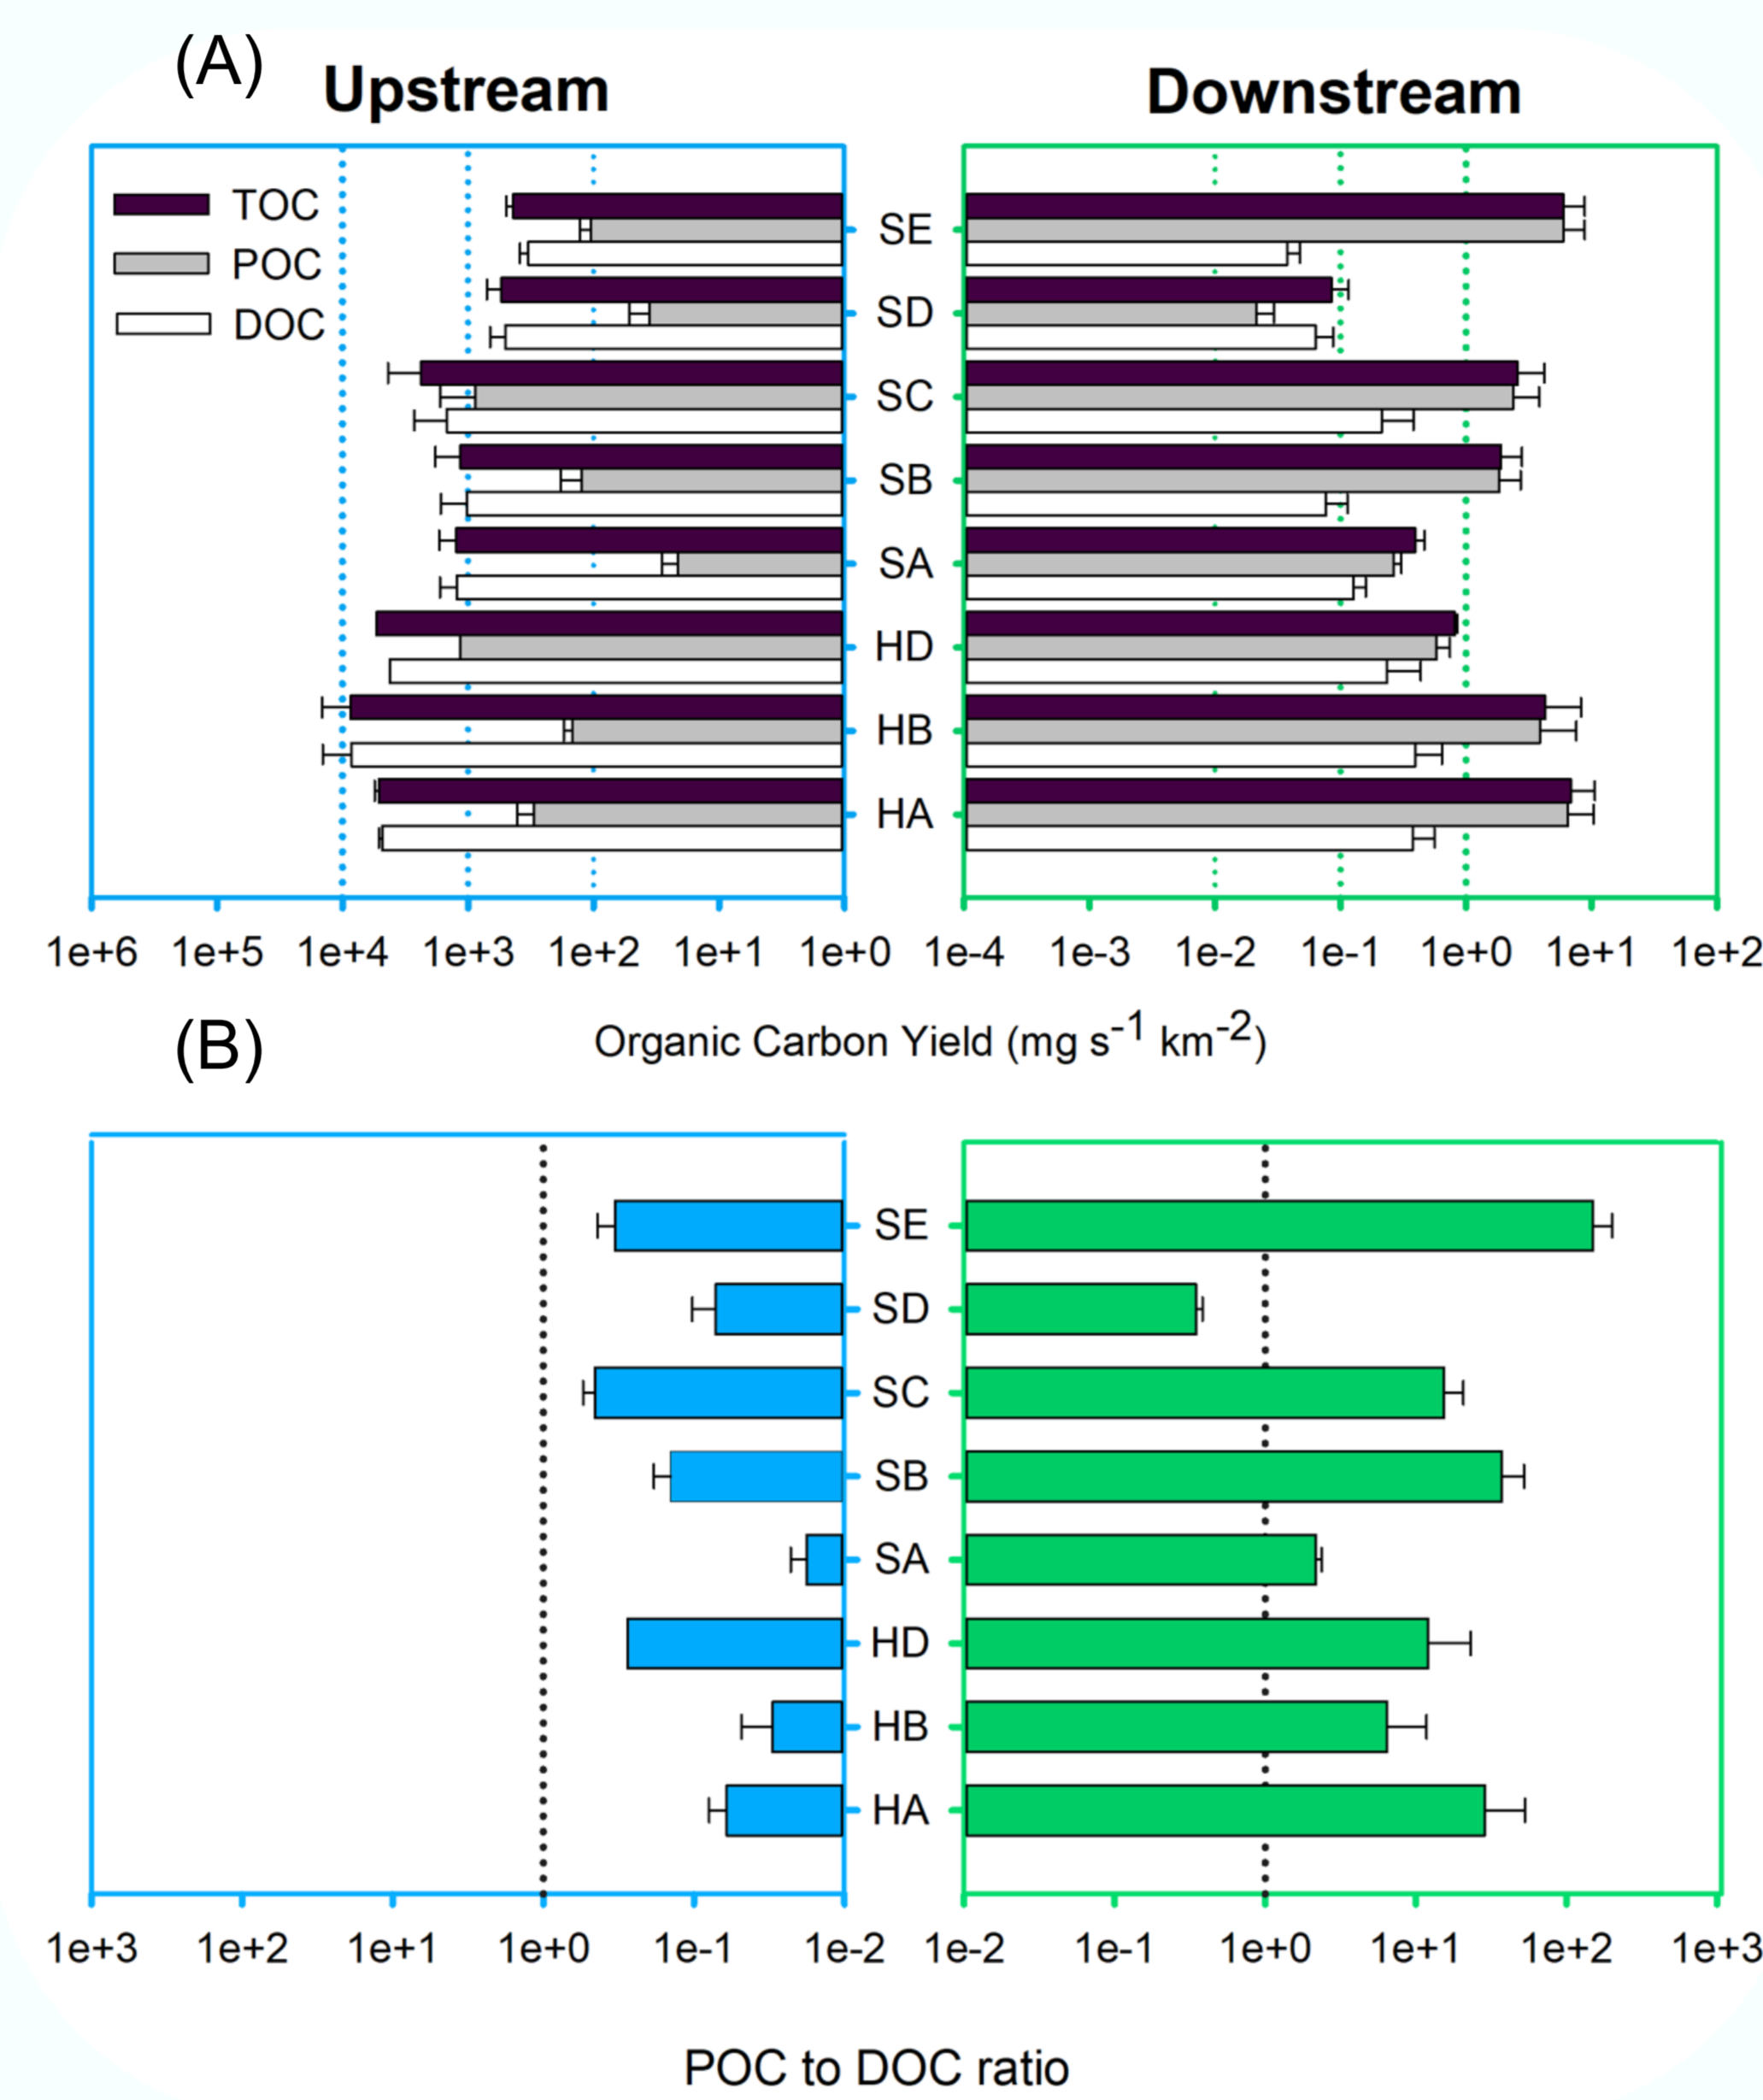 (A)
Upstream
Downstream
TOC
POC
DOC
SE
SD
SC
SB
SA
HD
HB
HA
1e+6 1e+5 1e+4 1e+3 1e+2 1e+1 1e+0 1e-4 1e-3 1e-2 1e-1 1e+0 1e+1 1e+2
Organic Carbon Yield (mg s-1 km-2)
(B)
SE
SD
SC
SB
SA
HD
HB
HA
1e+3 1e+2 1e+1 1e+0 1e-1 1e-2 1e-2 1e-1 1e+0 1e+1 1e+2 1e+3
POC to DOC ratio